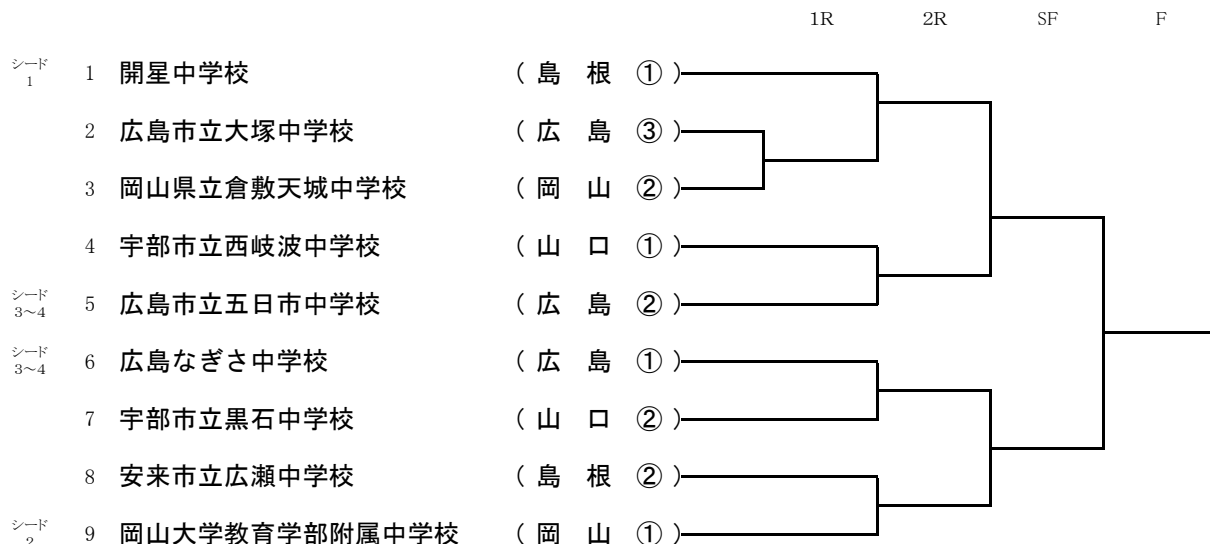 1R 2R SF F
シード 1 1 開星中学校 ( 島 根 ① )
2 広島市立大塚中学校 ( 広 島 ③ )
3 岡山県立倉敷天城中学校 ( 岡 山 ② )
4 宇部市立西岐波中学校 ( 山 口 ① )
シード 3~4 5 広島市立五日市中学校 ( 広 島 ② )
シード 3~4 6 広島なぎさ中学校 ( 広 島 ① )
7 宇部市立黒石中学校 ( 山 口 ② )
8 安来市立広瀬中学校 ( 島 根 ② )
シード 2 9 岡山大学教育学部附属中学校 ( 岡 山 ① )